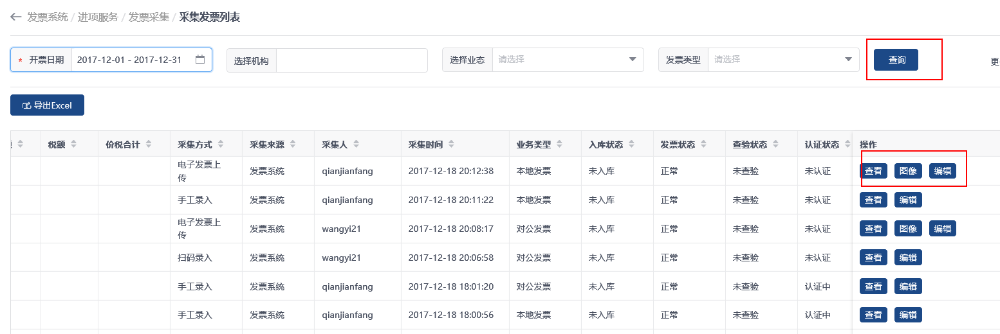 发票系统 / 进项服务 / 发票采集 / 采集发票列表
* 开票日期 2017-12-01 - 2017-12-31 选择机构 选择业态 请选择 发票类型 请选择 查询
导出Excel
税额 价税合计 采集方式 采集来源 采集人 采集时间 业务类型 入库状态 发票状态 查验状态 认证状态 操作
电子发票上传 发票系统 qianjianfang 2017-12-18 20:12:38 本地发票 未入库 正常 未查验 未认证 查看 图像 编辑
手工录入 发票系统 qianjianfang 2017-12-18 20:11:22 本地发票 未入库 正常 未查验 未认证 查看 编辑
电子发票上传 发票系统 wangyi21 2017-12-18 20:08:17 对公发票 未入库 正常 未查验 未认证 查看 图像 编辑
扫码录入 发票系统 wangyi21 2017-12-18 20:06:58 对公发票 未入库 正常 未查验 未认证 查看 编辑
手工录入 发票系统 qianjianfang 2017-12-18 18:01:20 对公发票 未入库 正常 未查验 认证中 查看 编辑
手工录入 发票系统 qianjianfang 2017-12-18 18:00:56 本地发票 未入库 正常 未查验 认证中 查看 编辑